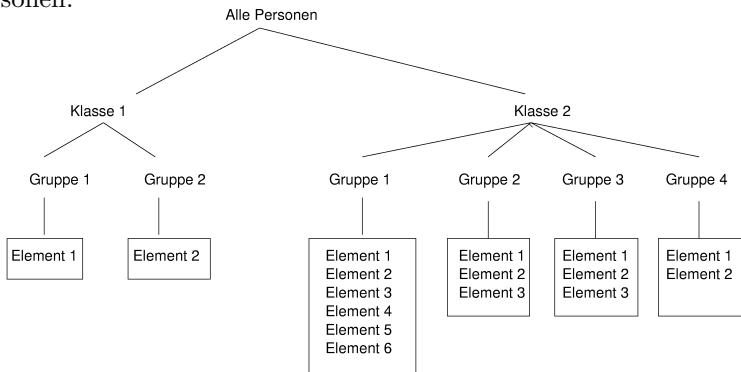 Alle Personen
Klasse 1
Klasse 2
Gruppe 1
Gruppe 2
Gruppe 1
Gruppe 2
Gruppe 3
Gruppe 4
Element 1
Element 2
Element 1
Element 2
Element 3
Element 4
Element 5
Element 6
Element 1
Element 2
Element 3
Element 1
Element 2
Element 3
Element 1
Element 2